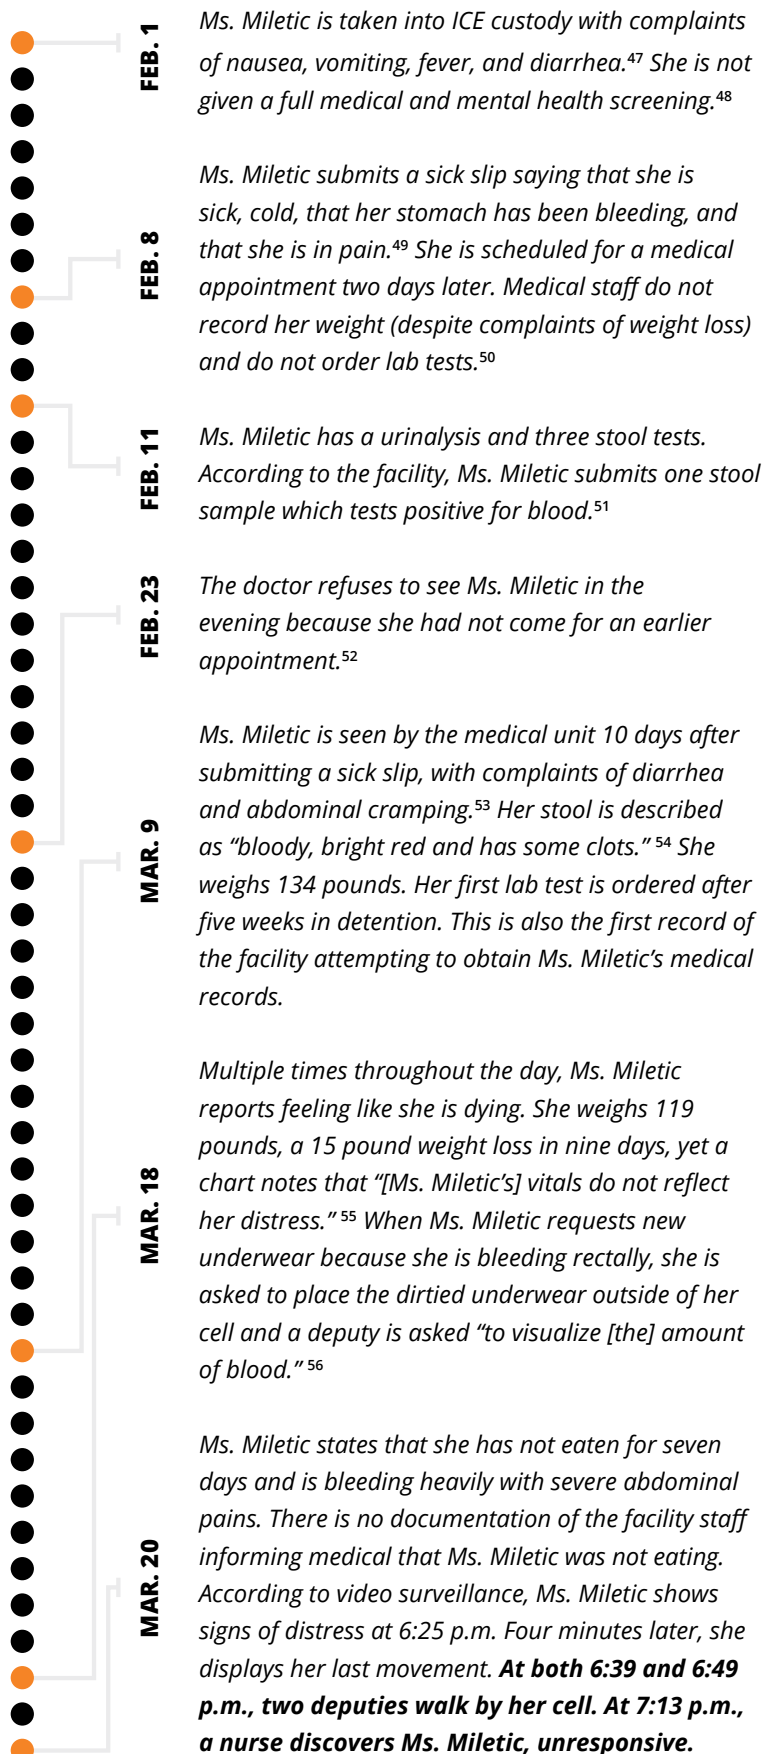 FEB. 1
Ms. Miletic is taken into ICE custody with complaints
of nausea, vomiting, fever, and diarrhea.47 She is not
given a full medical and mental health screening.48
FEB. 8
Ms. Miletic submits a sick slip saying that she is
sick, cold, that her stomach has been bleeding, and
that she is in pain.49 She is scheduled for a medical
appointment two days later. Medical staff do not
record her weight (despite complaints of weight loss)
and do not order lab tests.50
FEB. 11
Ms. Miletic has a urinalysis and three stool tests.
According to the facility, Ms. Miletic submits one stool
sample which tests positive for blood.51
FEB. 23
The doctor refuses to see Ms. Miletic in the
evening because she had not come for an earlier
appointment.52
MAR. 9
Ms. Miletic is seen by the medical unit 10 days after
submitting a sick slip, with complaints of diarrhea
and abdominal cramping.53 Her stool is described
as “bloody, bright red and has some clots.” 54 She
weighs 134 pounds. Her first lab test is ordered after
five weeks in detention. This is also the first record of
the facility attempting to obtain Ms. Miletic’s medical
records.
MAR. 18
Multiple times throughout the day, Ms. Miletic
reports feeling like she is dying. She weighs 119
pounds, a 15 pound weight loss in nine days, yet a
chart notes that “[Ms. Miletic’s] vitals do not reflect
her distress.” 55 When Ms. Miletic requests new
underwear because she is bleeding rectally, she is
asked to place the dirtied underwear outside of her
cell and a deputy is asked “to visualize [the] amount
of blood.” 56
MAR. 20
Ms. Miletic states that she has not eaten for seven
days and is bleeding heavily with severe abdominal
pains. There is no documentation of the facility staff
informing medical that Ms. Miletic was not eating.
According to video surveillance, Ms. Miletic shows
signs of distress at 6:25 p.m. Four minutes later, she
displays her last movement. At both 6:39 and 6:49
p.m., two deputies walk by her cell. At 7:13 p.m.,
a nurse discovers Ms. Miletic, unresponsive.